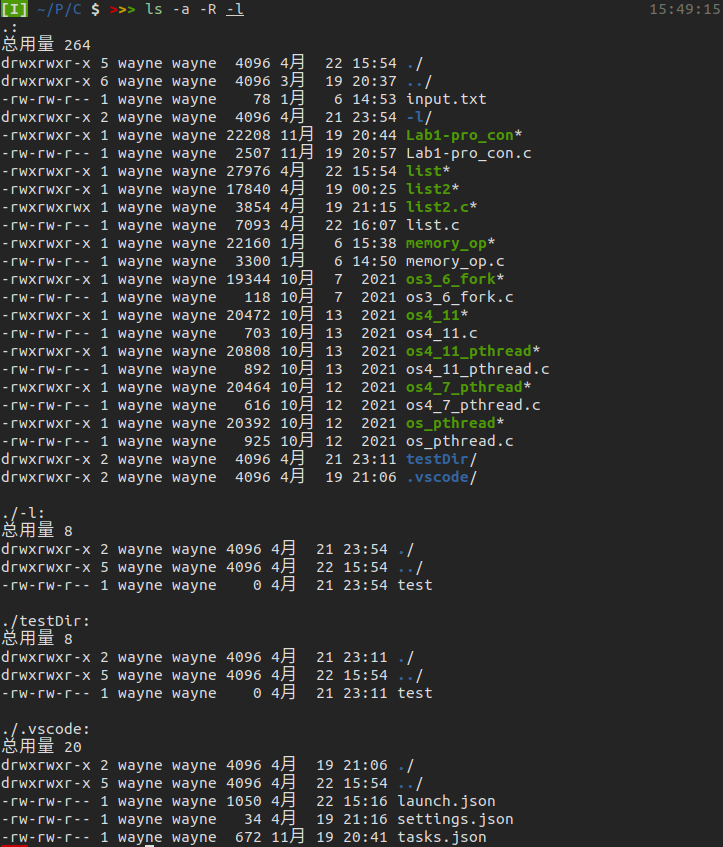 [I] ~/P/C $ >>> ls -a -R -l 15:49:15
.:
总用量 264
drwxrwxr-x 5 wayne wayne  4096 4月  22 15:54 ./
drwxrwxr-x 6 wayne wayne  4096 3月  19 20:37 ../
-rw-rw-r-- 1 wayne wayne    78 1月   6 14:53 input.txt
drwxrwxr-x 2 wayne wayne  4096 4月  21 23:54 -l/
-rwxrwxr-x 1 wayne wayne 22208 11月 19 20:44 Lab1-pro_con*
-rw-rw-r-- 1 wayne wayne  2507 11月 19 20:57 Lab1-pro_con.c
-rwxrwxr-x 1 wayne wayne 27976 4月  22 15:54 list*
-rwxrwxr-x 1 wayne wayne 17840 4月  19 00:25 list2*
-rwxrwxrwx 1 wayne wayne  3854 4月  19 21:15 list2.c*
-rw-rw-r-- 1 wayne wayne  7093 4月  22 16:07 list.c
-rwxrwxr-x 1 wayne wayne 22160 1月   6 15:38 memory_op*
-rw-rw-r-- 1 wayne wayne  3300 1月   6 14:50 memory_op.c
-rwxrwxr-x 1 wayne wayne 19344 10月  7  2021 os3_6_fork*
-rw-rw-r-- 1 wayne wayne   118 10月  7  2021 os3_6_fork.c
-rwxrwxr-x 1 wayne wayne 20472 10月 13  2021 os4_11*
-rw-rw-r-- 1 wayne wayne   703 10月 13  2021 os4_11.c
-rwxrwxr-x 1 wayne wayne 20808 10月 13  2021 os4_11_pthread*
-rw-rw-r-- 1 wayne wayne   892 10月 13  2021 os4_11_pthread.c
-rwxrwxr-x 1 wayne wayne 20464 10月 12  2021 os4_7_pthread*
-rw-rw-r-- 1 wayne wayne   616 10月 12  2021 os4_7_pthread.c
-rwxrwxr-x 1 wayne wayne 20392 10月 12  2021 os_pthread*
-rw-rw-r-- 1 wayne wayne   925 10月 12  2021 os_pthread.c
drwxrwxr-x 2 wayne wayne  4096 4月  21 23:11 testDir/
drwxrwxr-x 2 wayne wayne  4096 4月  19 21:06 .vscode/

./-l:
总用量 8
drwxrwxr-x 2 wayne wayne 4096 4月  21 23:54 ./
drwxrwxr-x 5 wayne wayne 4096 4月  22 15:54 ../
-rw-rw-r-- 1 wayne wayne    0 4月  21 23:54 test

./testDir:
总用量 8
drwxrwxr-x 2 wayne wayne 4096 4月  21 23:11 ./
drwxrwxr-x 5 wayne wayne 4096 4月  22 15:54 ../
-rw-rw-r-- 1 wayne wayne    0 4月  21 23:11 test

./.vscode:
总用量 20
drwxrwxr-x 2 wayne wayne 4096 4月  19 21:06 ./
drwxrwxr-x 5 wayne wayne 4096 4月  22 15:54 ../
-rw-rw-r-- 1 wayne wayne 1050 4月  22 15:16 launch.json
-rw-rw-r-- 1 wayne wayne   34 4月  19 21:16 settings.json
-rw-rw-r-- 1 wayne wayne  672 11月 19 20:41 tasks.json